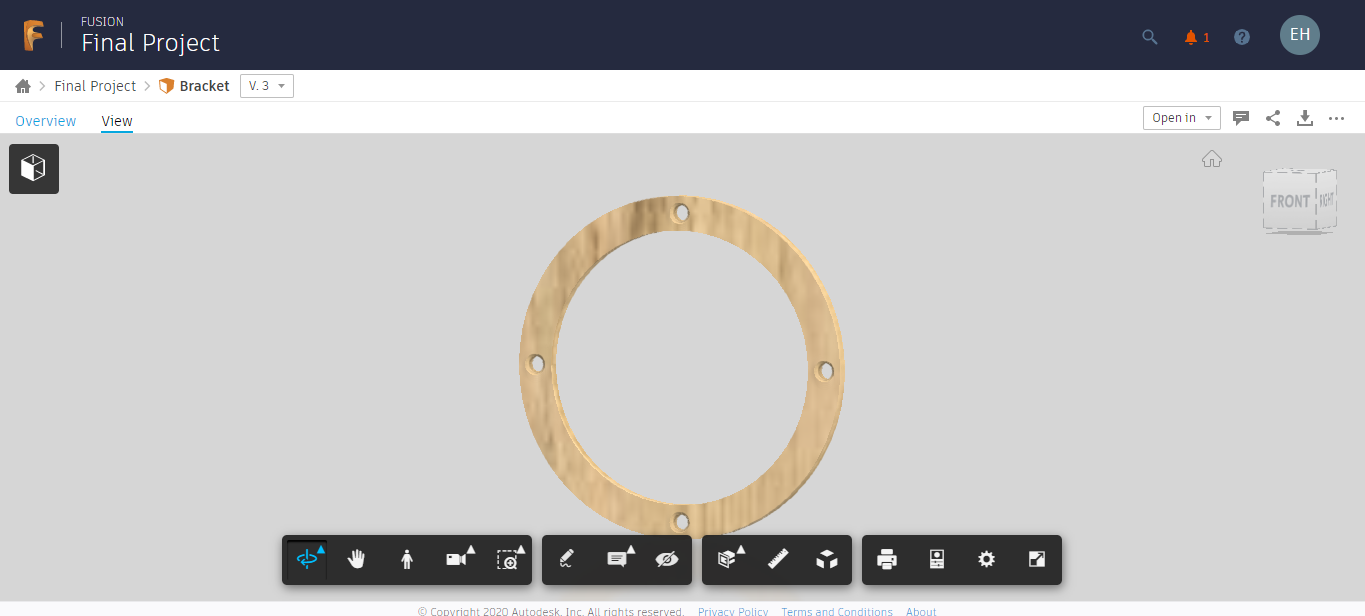 FUSION
Final Project
1
EH
Final Project
Bracket
V. 3
Overview
View
Open in
FRONT
RIGHT
© Copyright 2020 Autodesk, Inc. All rights reserved. Privacy Policy Terms and Conditions About